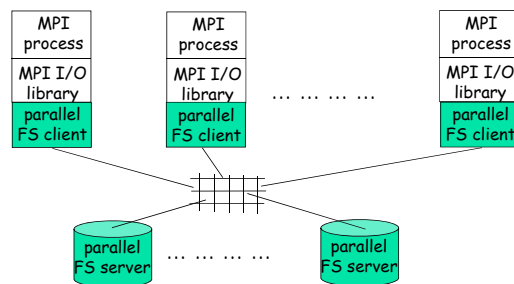 MPI
process
MPI I/O
library
parallel
FS client
MPI
process
MPI I/O
library
parallel
FS client
... ... ... ...
MPI
process
MPI I/O
library
parallel
FS client
parallel
FS server
... ... ... ...
parallel
FS server